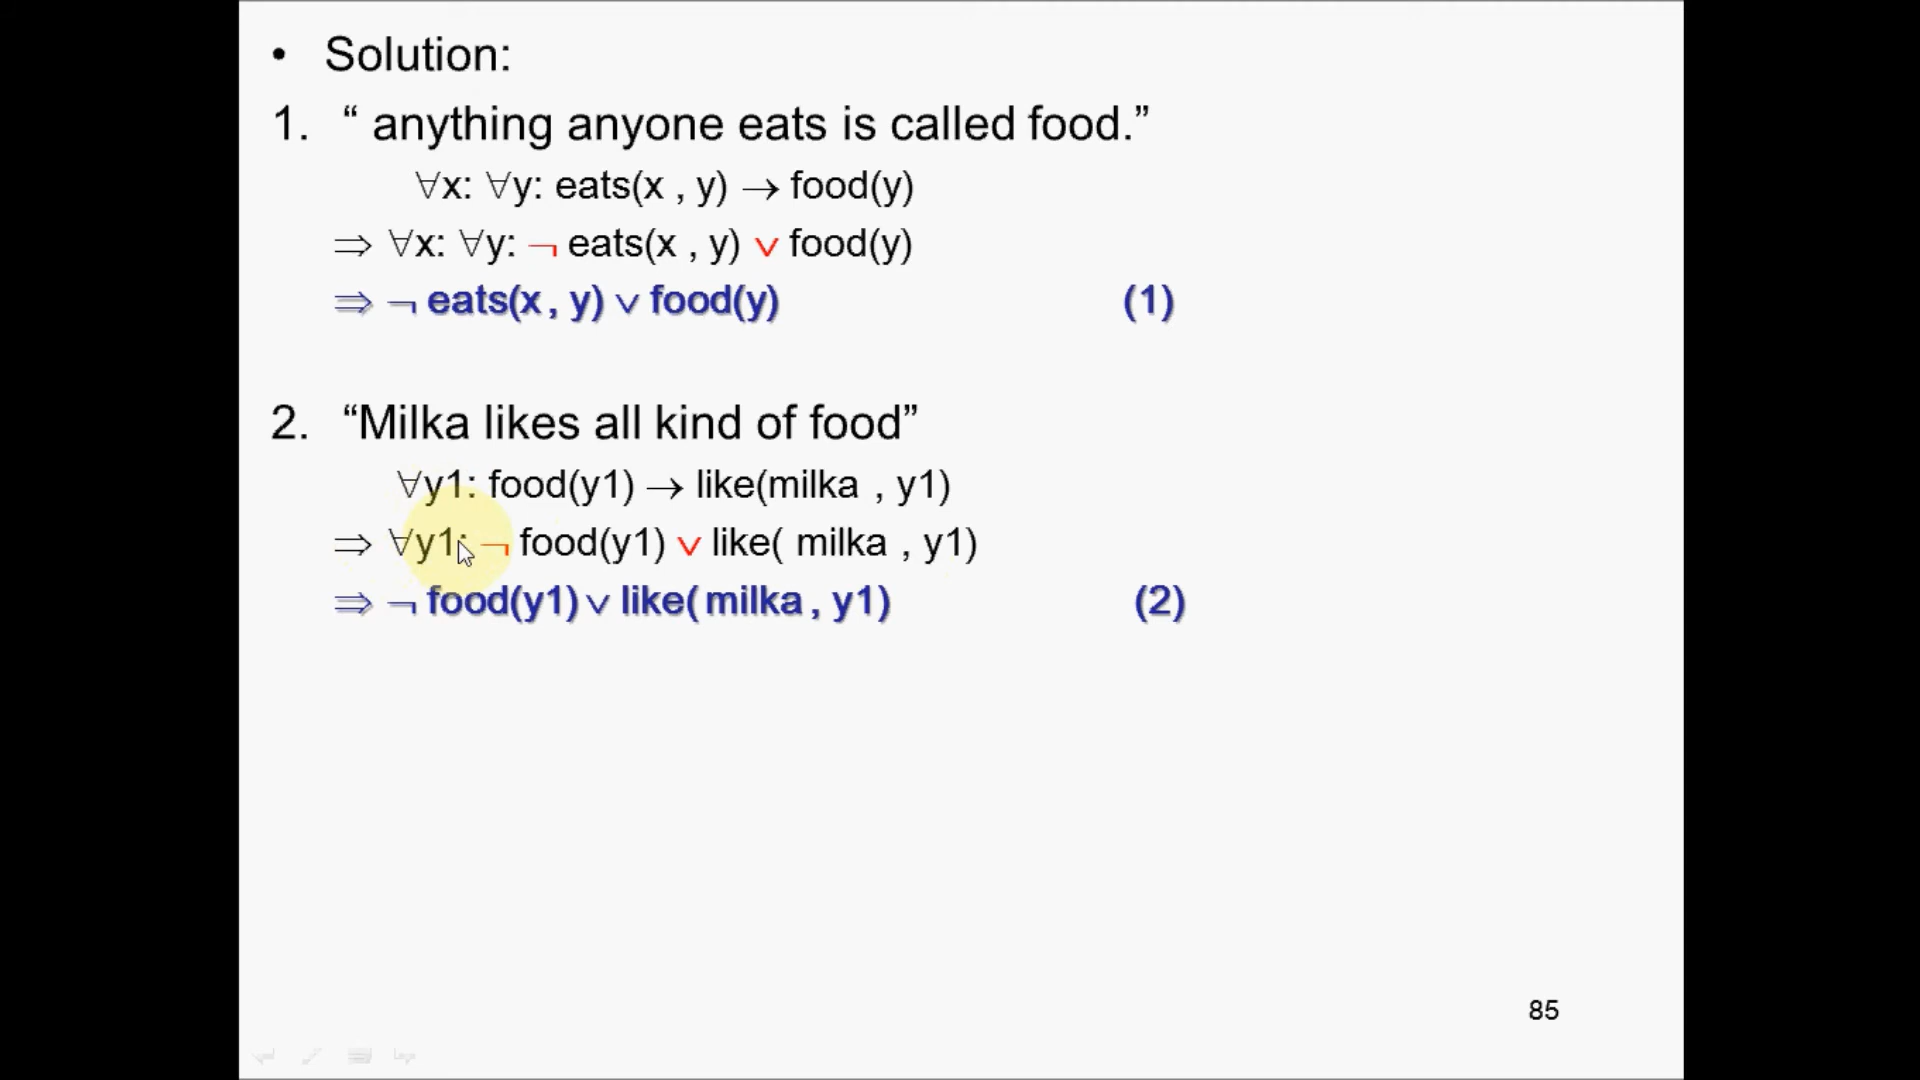 • Solution:
1. “ anything anyone eats is called food.”
∀x: ∀y: eats(x , y) → food(y)
⇒ ∀x: ∀y: ¬ eats(x , y) ∨ food(y)
⇒ ¬ eats(x , y) ∨ food(y) (1)
2. “Milka likes all kind of food”
∀y1: food(y1) → like(milka , y1)
⇒ ∀y1: ¬ food(y1) ∨ like( milka , y1)
⇒ ¬ food(y1) ∨ like( milka , y1) (2)
85